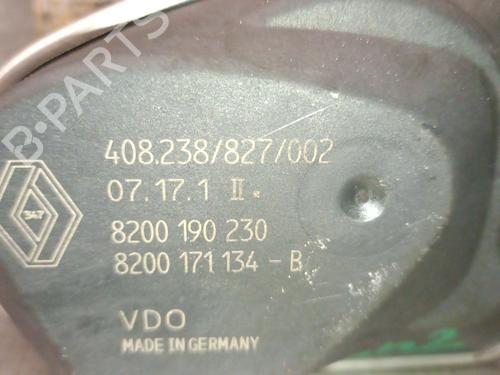 B-PARTS
408.238/827/002
07.17.1 II.
347
8200 190 230
8200 171 134 - B
VDO
MADE IN GERMANY